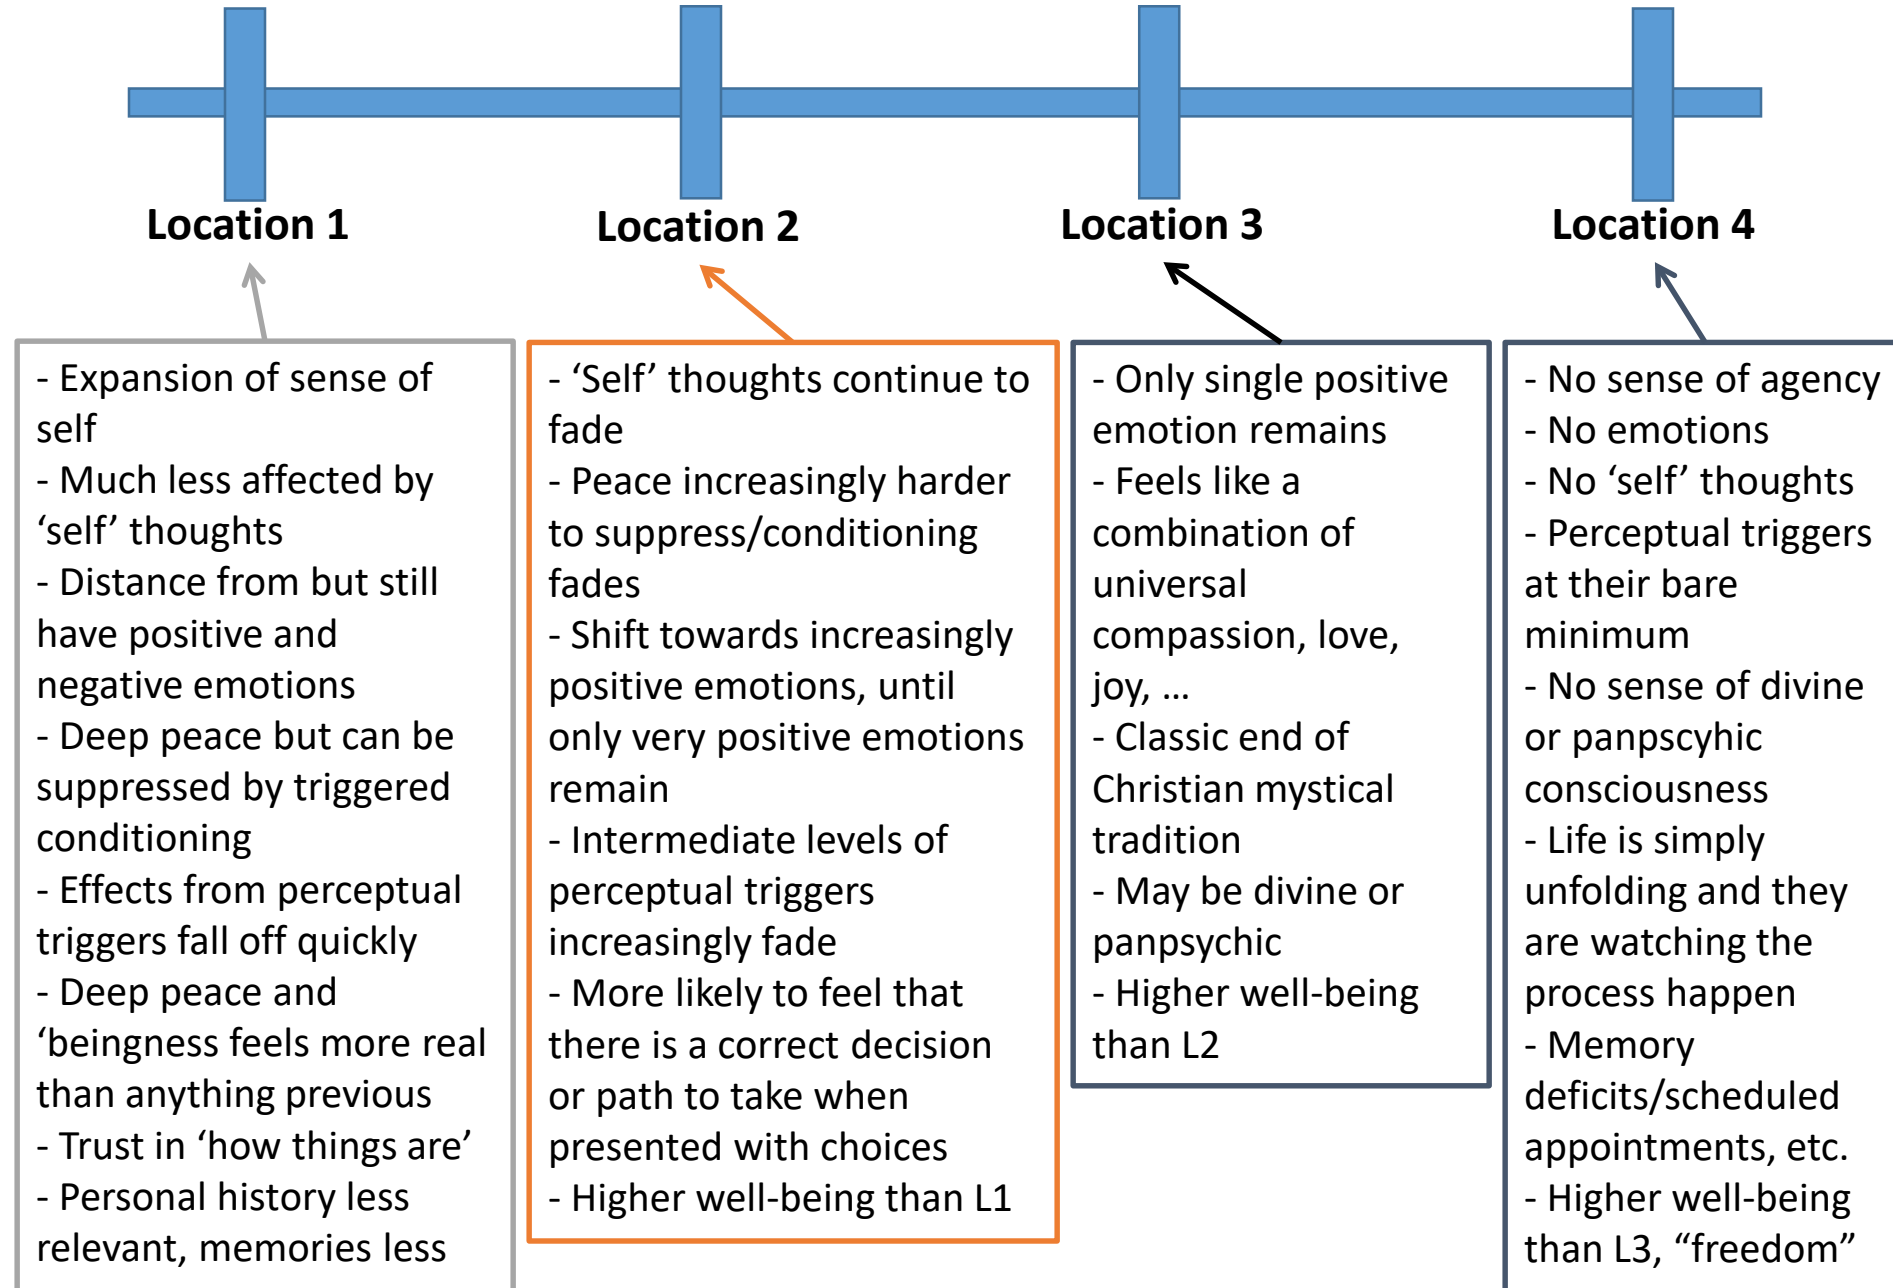 Location 1
Location 2
Location 3
Location 4
- Expansion of sense of
self
- Much less affected by
‘self’ thoughts
- Distance from but still
have positive and
negative emotions
- Deep peace but can be
suppressed by triggered
conditioning
- Effects from perceptual
triggers fall off quickly
- Deep peace and
‘beingness feels more real
than anything previous
- Trust in ‘how things are’
- Personal history less
relevant, memories less
- ‘Self’ thoughts continue to
fade
- Peace increasingly harder
to suppress/conditioning
fades
- Shift towards increasingly
positive emotions, until
only very positive emotions
remain
- Intermediate levels of
perceptual triggers
increasingly fade
- More likely to feel that
there is a correct decision
or path to take when
presented with choices
- Higher well-being than L1
- Only single positive
emotion remains
- Feels like a
combination of
universal
compassion, love,
joy, …
- Classic end of
Christian mystical
tradition
- May be divine or
panpsychic
- Higher well-being
than L2
- No sense of agency
- No emotions
- No ‘self’ thoughts
- Perceptual triggers
at their bare
minimum
- No sense of divine
or panpscyhic
consciousness
- Life is simply
unfolding and they
are watching the
process happen
- Memory
deficits/scheduled
appointments, etc.
- Higher well-being
than L3, “freedom”